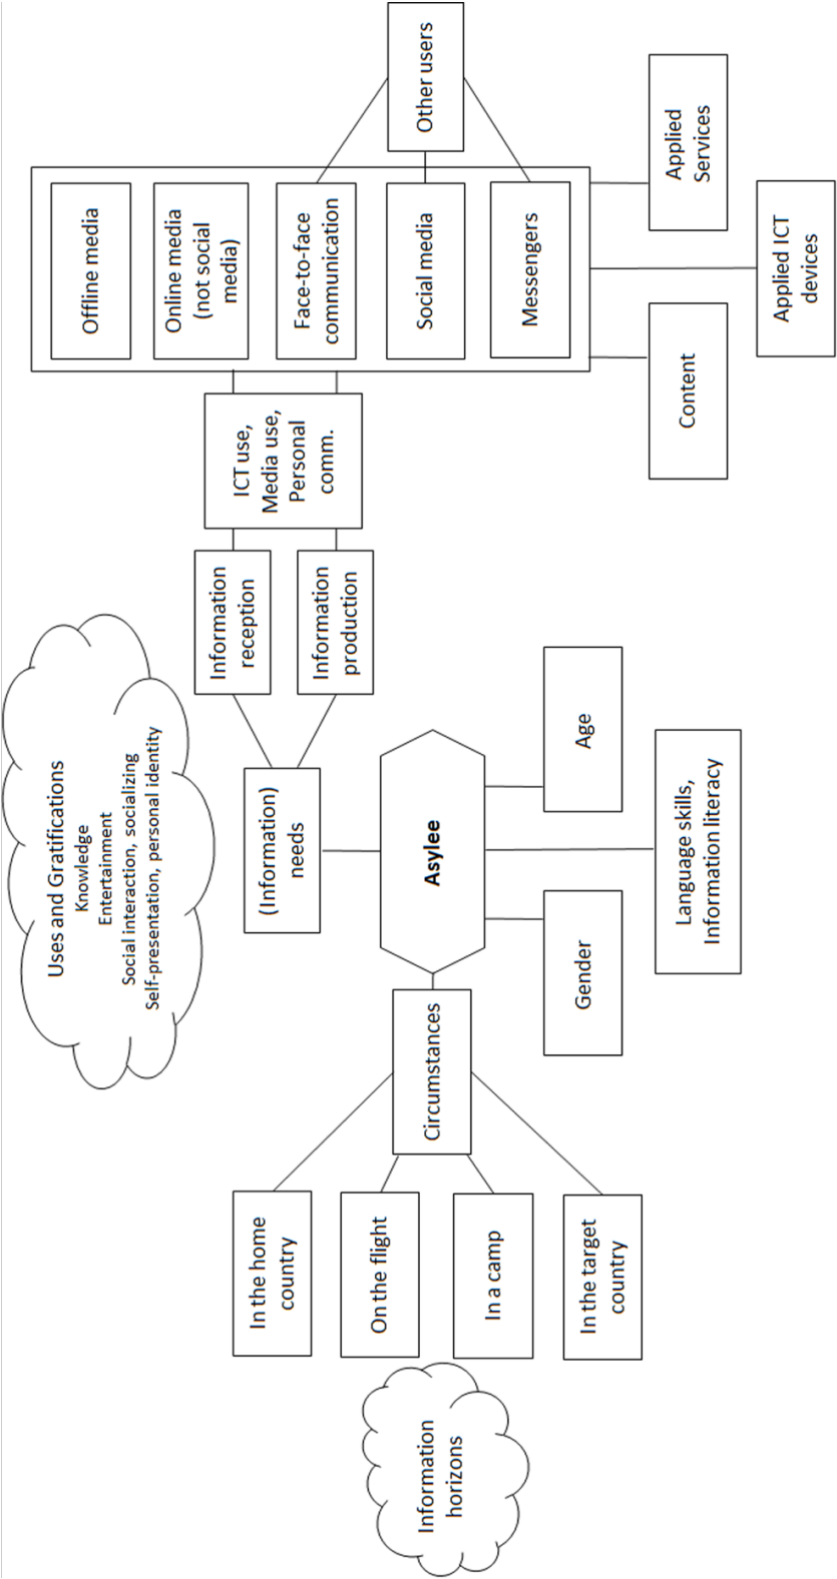 Information
horizons
In the home
country
On the flight
In a camp
In the target
country
Circumstances
Uses and Gratifications
Knowledge
Entertainment
Social interaction, socializing
Self-presentation, personal identity
(Information)
needs
Asylee
Gender
Age
Language skills,
Information literacy
Information
reception
Information
production
ICT use,
Media use,
Personal
comm.
Offline media
Online media
(not social
media)
Face-to-face
communication
Social media
Messengers
Other users
Content
Applied ICT
devices
Applied
Services